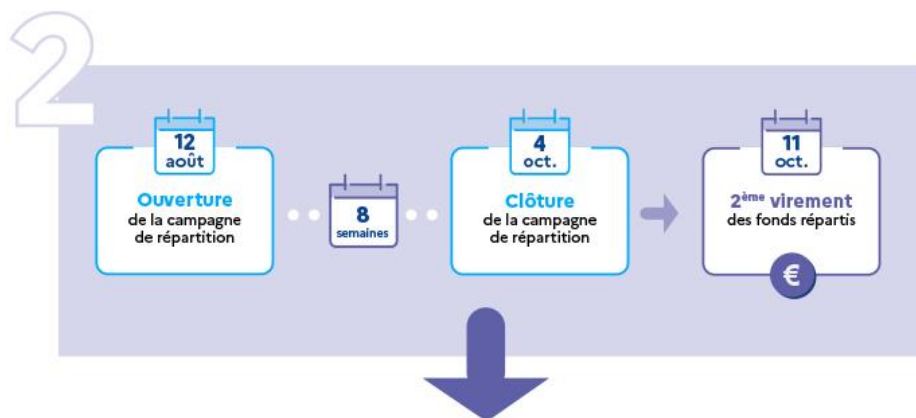 2
12
août
Ouverture
de la campagne
de répartition
8
semaines
4
oct.
Clôture
de la campagne
de répartition
11
oct.
2ème virement
des fonds répartis
€